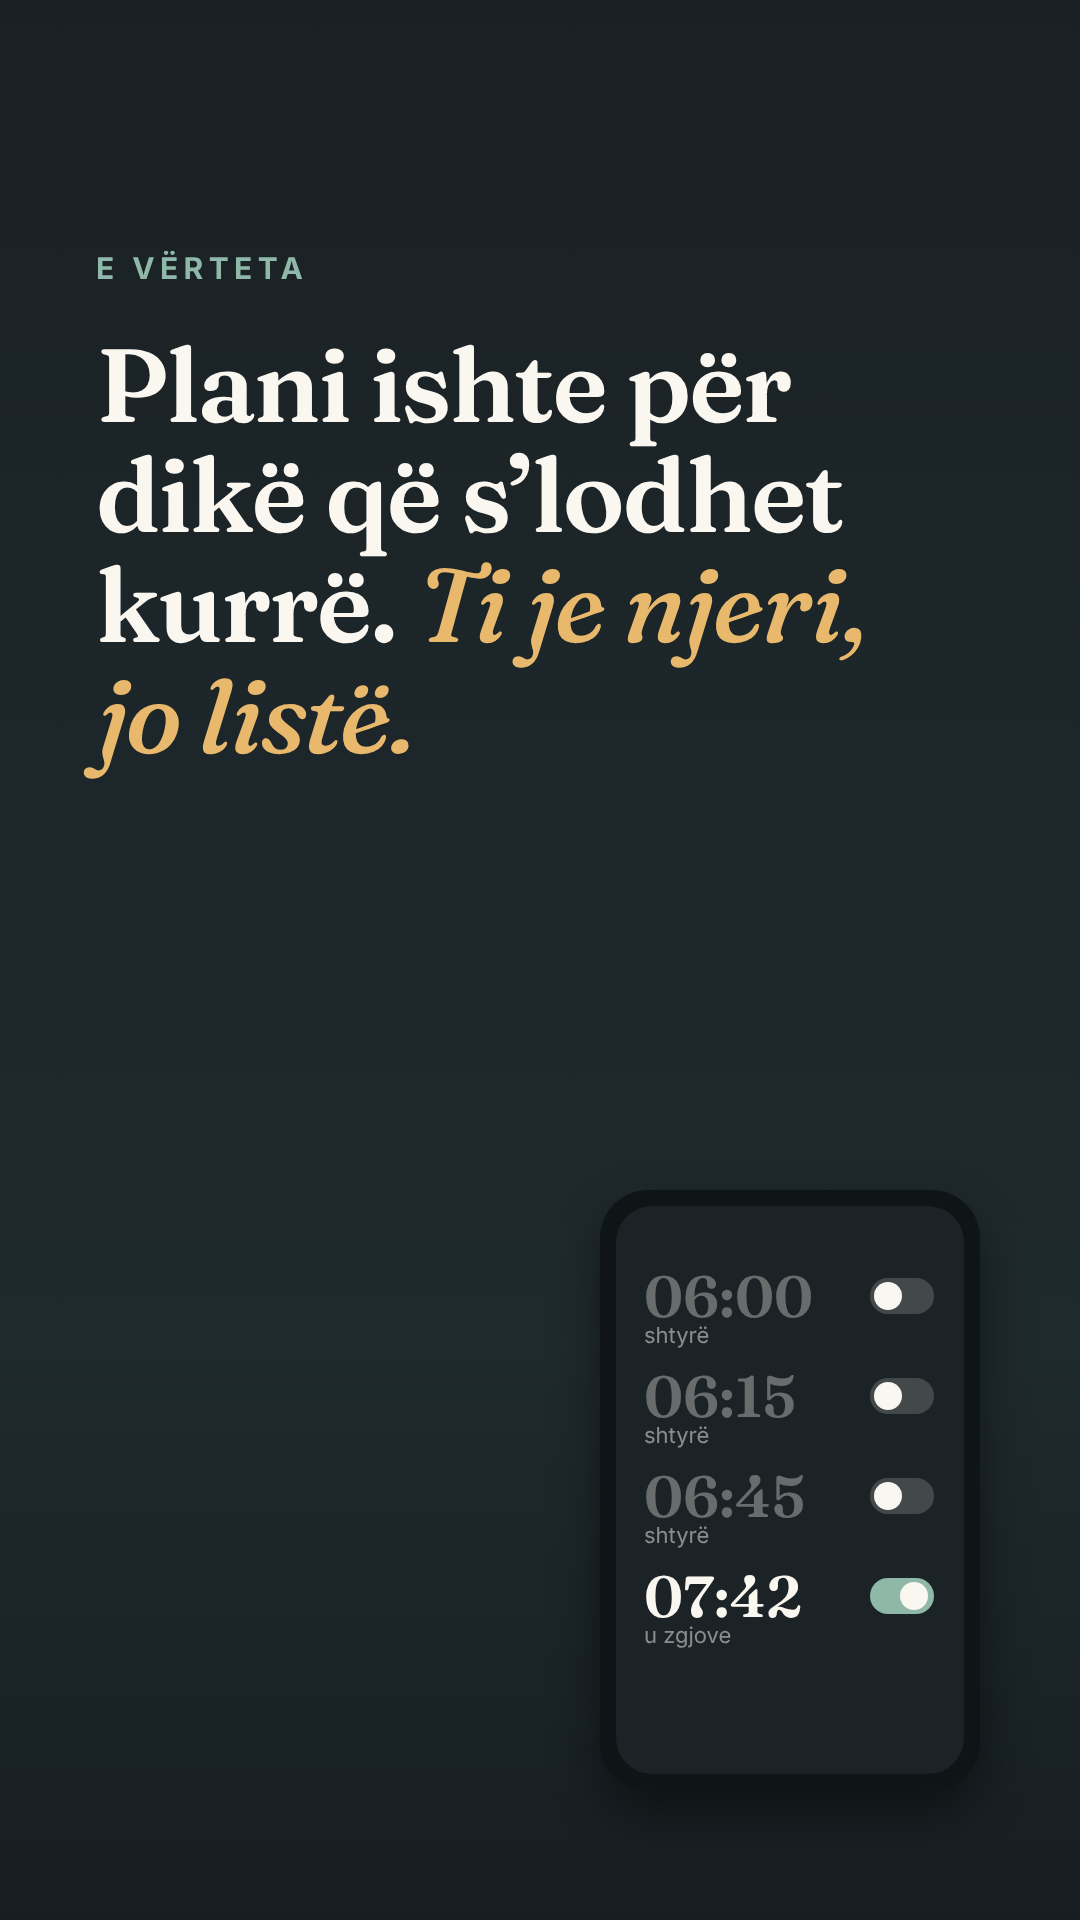 E VËRTETA
Plani ishte për
dikë që s’lodhet
kurrë. Ti je njeri,
jo listë.
06:00
shtyrë
06:15
shtyrë
06:45
shtyrë
07:42
u zgjove